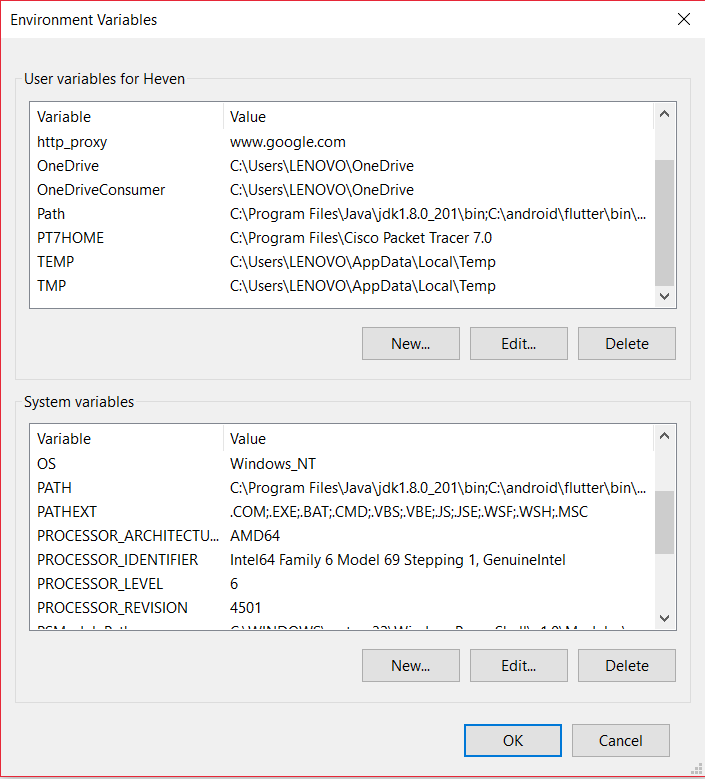 Environment Variables
User variables for Heven
Variable Value
http_proxy www.google.com
OneDrive C:\Users\LENOVO\OneDrive
OneDriveConsumer C:\Users\LENOVO\OneDrive
Path C:\Program Files\Java\jdk1.8.0_201\bin;C:\android\flutter\bin\...
PT7HOME C:\Program Files\Cisco Packet Tracer 7.0
TEMP C:\Users\LENOVO\AppData\Local\Temp
TMP C:\Users\LENOVO\AppData\Local\Temp
New... Edit... Delete
System variables
Variable Value
OS Windows_NT
PATH C:\Program Files\Java\jdk1.8.0_201\bin;C:\android\flutter\bin\...
PATHEXT .COM;.EXE;.BAT;.CMD;.VBS;.VBE;.JS;.JSE;.WSF;.WSH;.MSC
PROCESSOR_ARCHITECTU... AMD64
PROCESSOR_IDENTIFIER Intel64 Family 6 Model 69 Stepping 1, GenuineIntel
PROCESSOR_LEVEL 6
PROCESSOR_REVISION 4501
New... Edit... Delete
OK Cancel